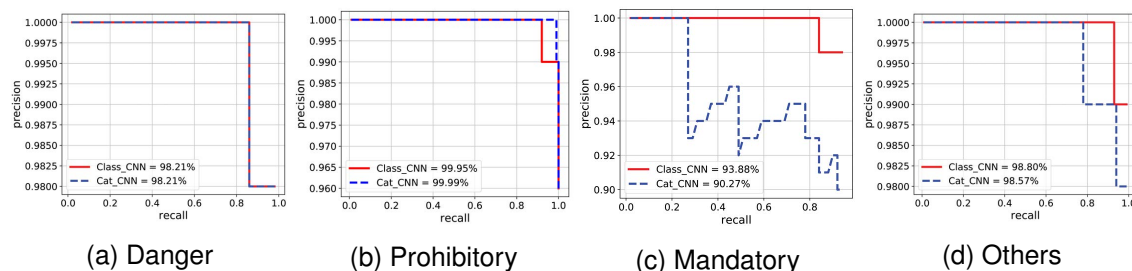 1.0000
0.9975
0.9950
0.9925
0.9900
0.9875
0.9850
0.9825
0.9800
precision
Class_CNN = 98.21%
Cat_CNN = 98.21%
0.0 0.2 0.4 0.6 0.8 1.0
recall
(a) Danger
1.000
0.995
0.990
0.985
0.980
0.975
0.970
0.965
0.960
precision
Class_CNN = 99.95%
Cat_CNN = 99.99%
0.0 0.2 0.4 0.6 0.8 1.0
recall
(b) Prohibitory
1.00
0.98
0.96
0.94
0.92
0.90
precision
Class_CNN = 93.88%
Cat_CNN = 90.27%
0.0 0.2 0.4 0.6 0.8
recall
(c) Mandatory
1.0000
0.9975
0.9950
0.9925
0.9900
0.9875
0.9850
0.9825
0.9800
precision
Class_CNN = 98.80%
Cat_CNN = 98.57%
0.0 0.2 0.4 0.6 0.8 1.0
recall
(d) Others